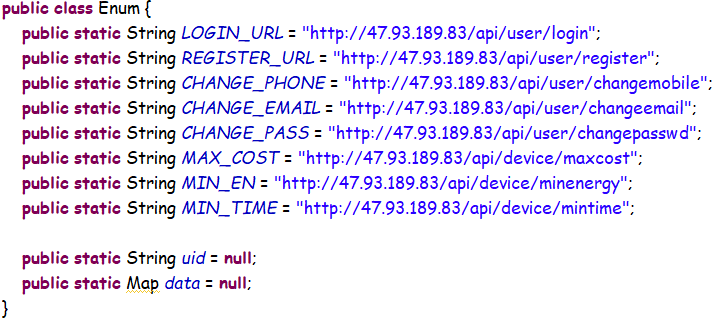 public class Enum {
public static String LOGIN_URL = "http://47.93.189.83/api/user/login";
public static String REGISTER_URL = "http://47.93.189.83/api/user/register";
public static String CHANGE_PHONE = "http://47.93.189.83/api/user/changemobile";
public static String CHANGE_EMAIL = "http://47.93.189.83/api/user/changeemail";
public static String CHANGE_PASS = "http://47.93.189.83/api/user/changepasswd";
public static String MAX_COST = "http://47.93.189.83/api/device/maxcost";
public static String MIN_EN = "http://47.93.189.83/api/device/minenergy";
public static String MIN_TIME = "http://47.93.189.83/api/device/mintime";
public static String uid = null;
public static Map data = null;
}